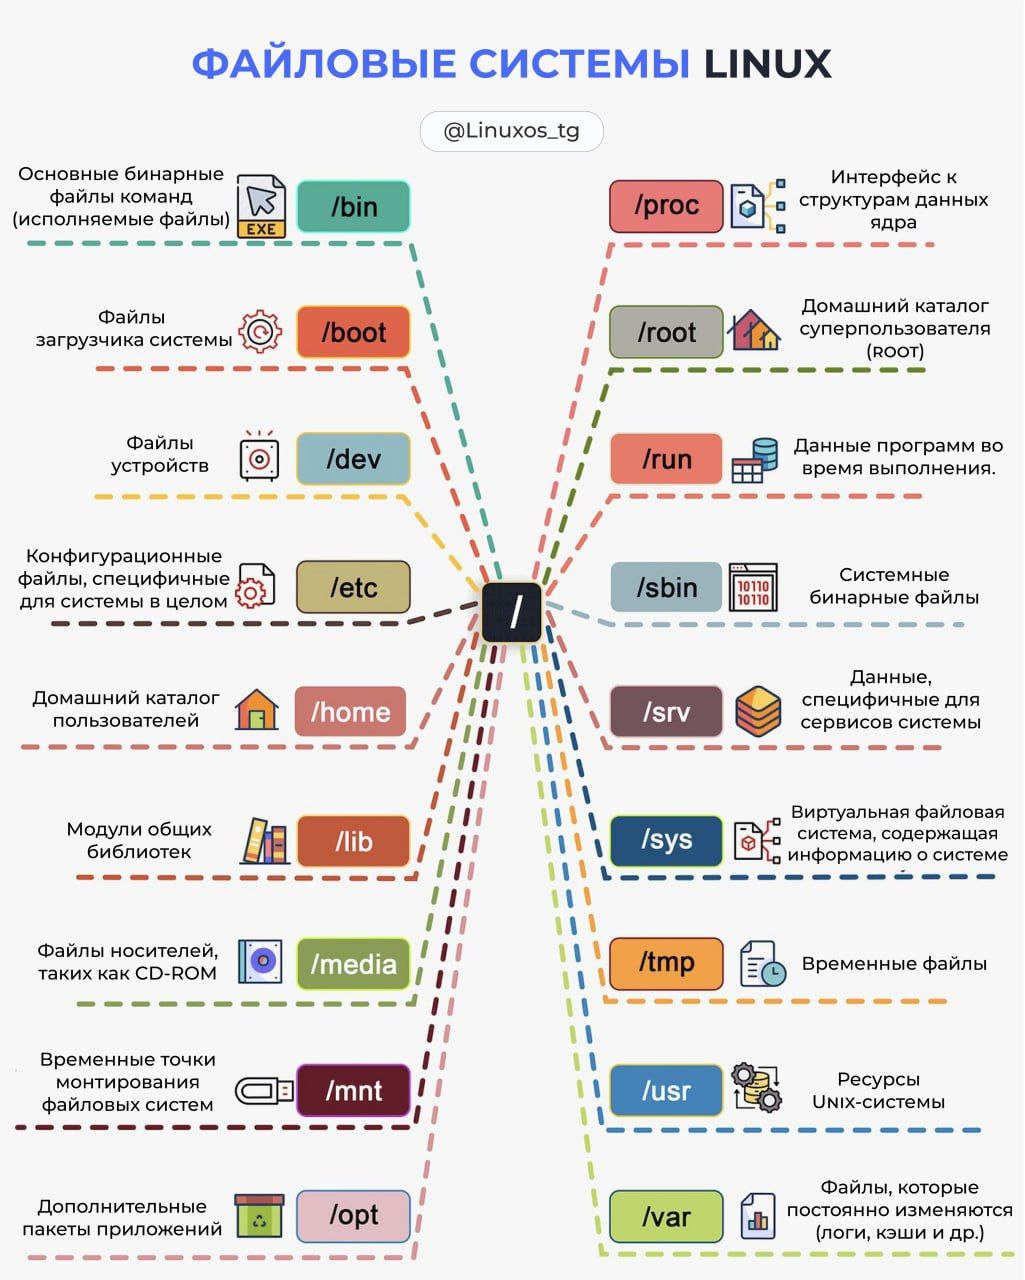 ФАЙЛОВЫЕ СИСТЕМЫ LINUX
@Linuxos_tg
Основные бинарные
файлы команд
(исполняемые файлы)
EXE
/bin
Файлы
загрузчика системы
/boot
Файлы
устройств
/dev
Конфигурационные
файлы, специфичные
для системы в целом
/etc
Домашний каталог
пользователей
/home
Модули общих
библиотек
/lib
Файлы носителей,
таких как CD-ROM
/media
Временные точки
монтирования
файловых систем
/mnt
Дополнительные
пакеты приложений
/opt
/
/proc
Интерфейс к
структурам данных
ядра
/root
Домашний каталог
суперпользователя
(ROOT)
/run
Данные программ во
время выполнения.
/sbin
10110
10110
Системные
бинарные файлы
/srv
Данные,
специфичные для
сервисов системы
/sys
Виртуальная файловая
система, содержащая
информацию о системе
/tmp
Временные файлы
/usr
Ресурсы
UNIX-системы
/var
Файлы, которые
постоянно изменяются
(логи, кэши и др.)